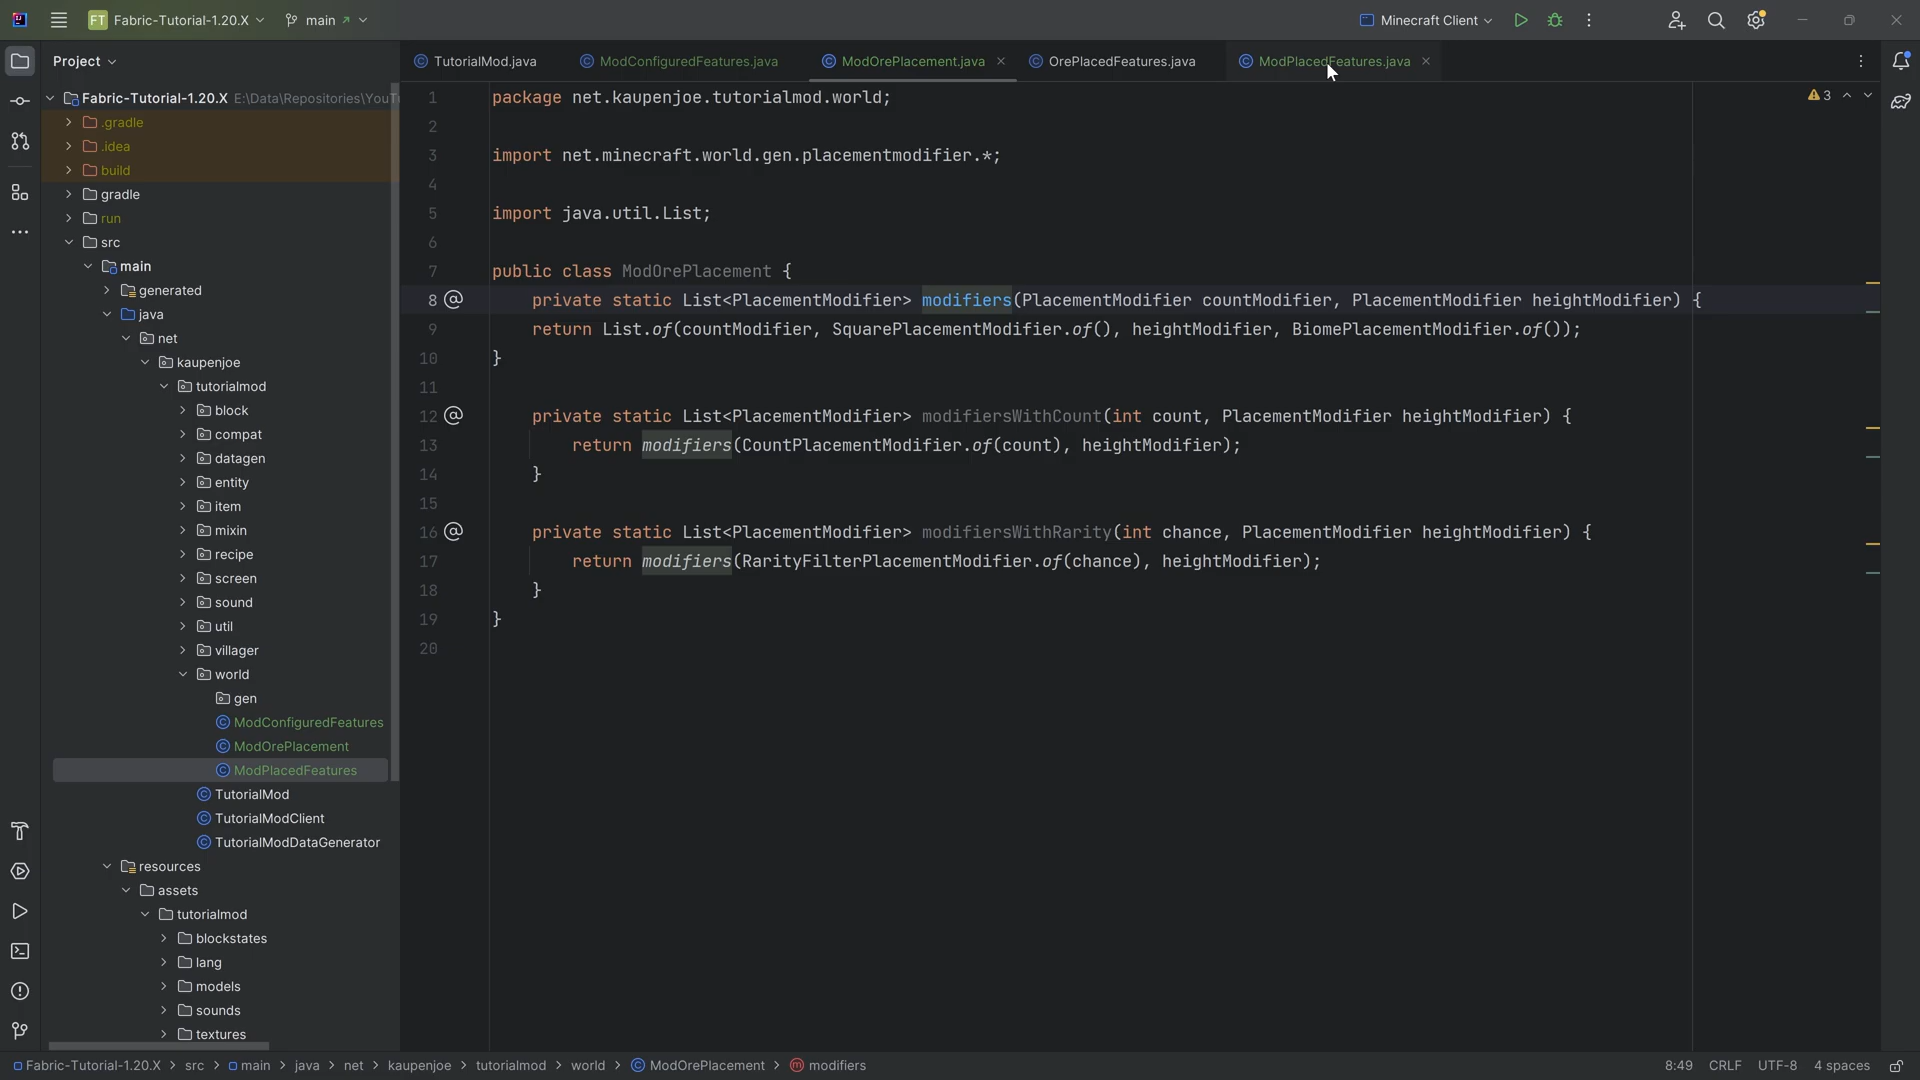 FT Fabric-Tutorial-1.20.X main Minecraft Client
Project
TutorialMod.java ModConfiguredFeatures.java ModOrePlacement.java OrePlacedFeatures.java ModPlacedFeatures.java
Fabric-Tutorial-1.20.X E:\Data\Repositories\YouT
.gradle
.idea
build
gradle
run
src
main
generated
java
net
kaupenjoe
tutorialmod
block
compat
datagen
entity
item
mixin
recipe
screen
sound
util
villager
world
gen
ModConfiguredFeatures
ModOrePlacement
ModPlacedFeatures
TutorialMod
TutorialModClient
TutorialModDataGenerator
resources
assets
tutorialmod
blockstates
lang
models
sounds
textures
3
1 package net.kaupenjoe.tutorialmod.world;
2
3 import net.minecraft.world.gen.placementmodifier.*;
4
5 import java.util.List;
6
7 public class ModOrePlacement {
8 @ private static List<PlacementModifier> modifiers(PlacementModifier countModifier, PlacementModifier heightModifier) {
9 return List.of(countModifier, SquarePlacementModifier.of(), heightModifier, BiomePlacementModifier.of());
10 }
11
12 @ private static List<PlacementModifier> modifiersWithCount(int count, PlacementModifier heightModifier) {
13 return modifiers(CountPlacementModifier.of(count), heightModifier);
14 }
15
16 @ private static List<PlacementModifier> modifiersWithRarity(int chance, PlacementModifier heightModifier) {
17 return modifiers(RarityFilterPlacementModifier.of(chance), heightModifier);
18 }
19 }
20
Fabric-Tutorial-1.20.X > src > main > java > net > kaupenjoe > tutorialmod > world > ModOrePlacement > modifiers 8:49 CRLF UTF-8 4 spaces